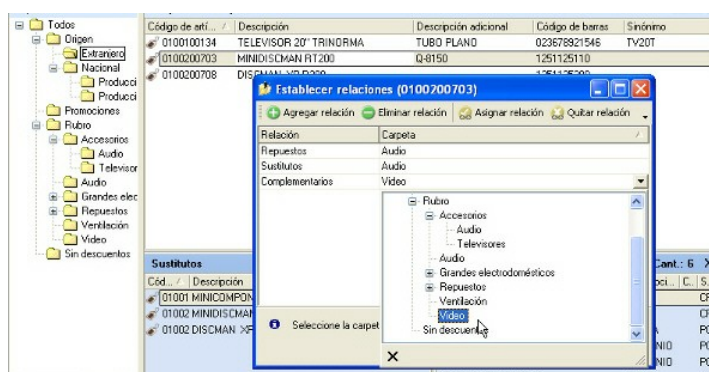 Todos
Origen
Extranjero
Nacional
Producci
Producci
Promociones
Rubro
Accesorios
Audio
Televisor
Audio
Grandes elec
Repuestos
Ventilación
Video
Sin descuentos
Código de artí... Descripción Descripción adicional Código de barras Sinónimo
0100100134 TELEVISOR 20" TRINORMA TUBO PLANO 023678921546 TV20T
0100200703 MINIDISCMAN RT200 Q-8150 1251125110
0100200708
Establecer relaciones (0100200703)
Agregar relación Eliminar relación Asignar relación Quitar relación
Relación Carpeta
Repuestos Audio
Sustitutos Audio
Complementarios Video
Rubro
Accesorios
Audio
Televisores
Audio
Grandes electrodomésticos
Repuestos
Ventilación
Video
Sin descuentos
Seleccione la carpet
X
Sustitutos
Cant.: 6
Cód... Descripción
01001 MINICOMPON
01002 MINIDISCMAN
01002 DISCMAN